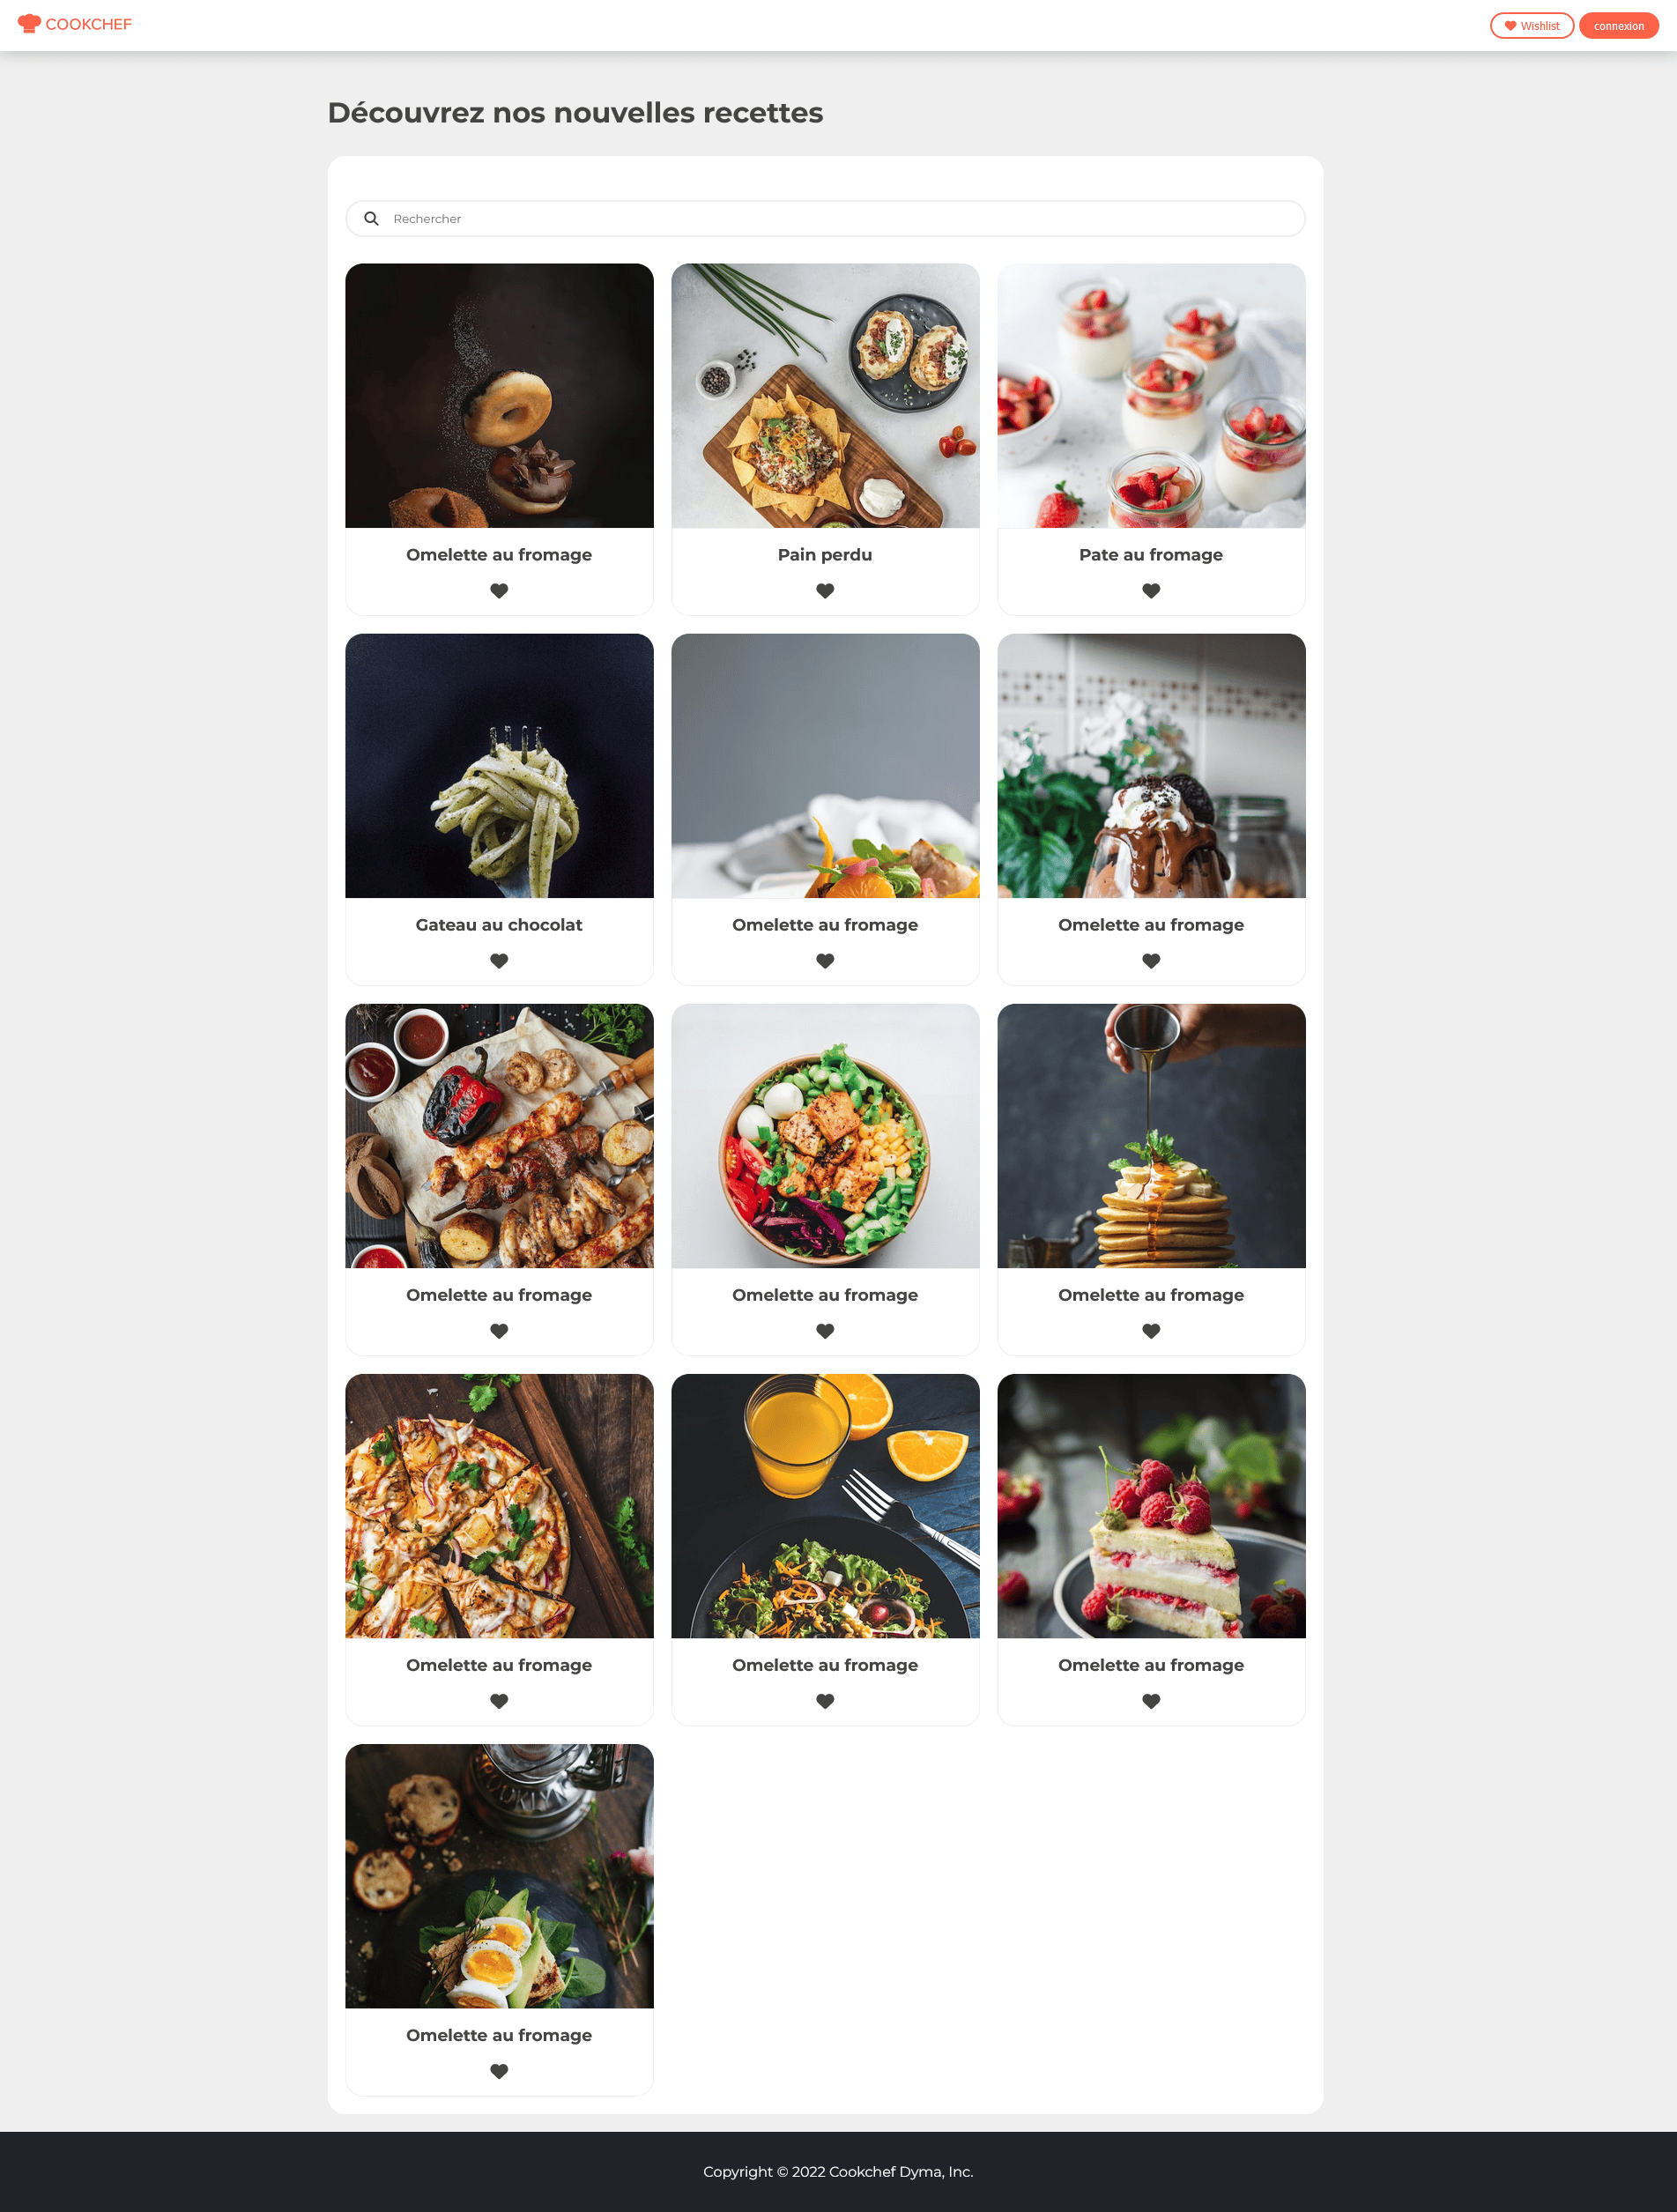 COOKCHEF
Wishlist
connexion
Découvrez nos nouvelles recettes
Rechercher
Omelette au fromage
Pain perdu
Pate au fromage
Gateau au chocolat
Omelette au fromage
Omelette au fromage
Omelette au fromage
Omelette au fromage
Omelette au fromage
Omelette au fromage
Omelette au fromage
Omelette au fromage
Omelette au fromage
Copyright © 2022 Cookchef Dyma, Inc.